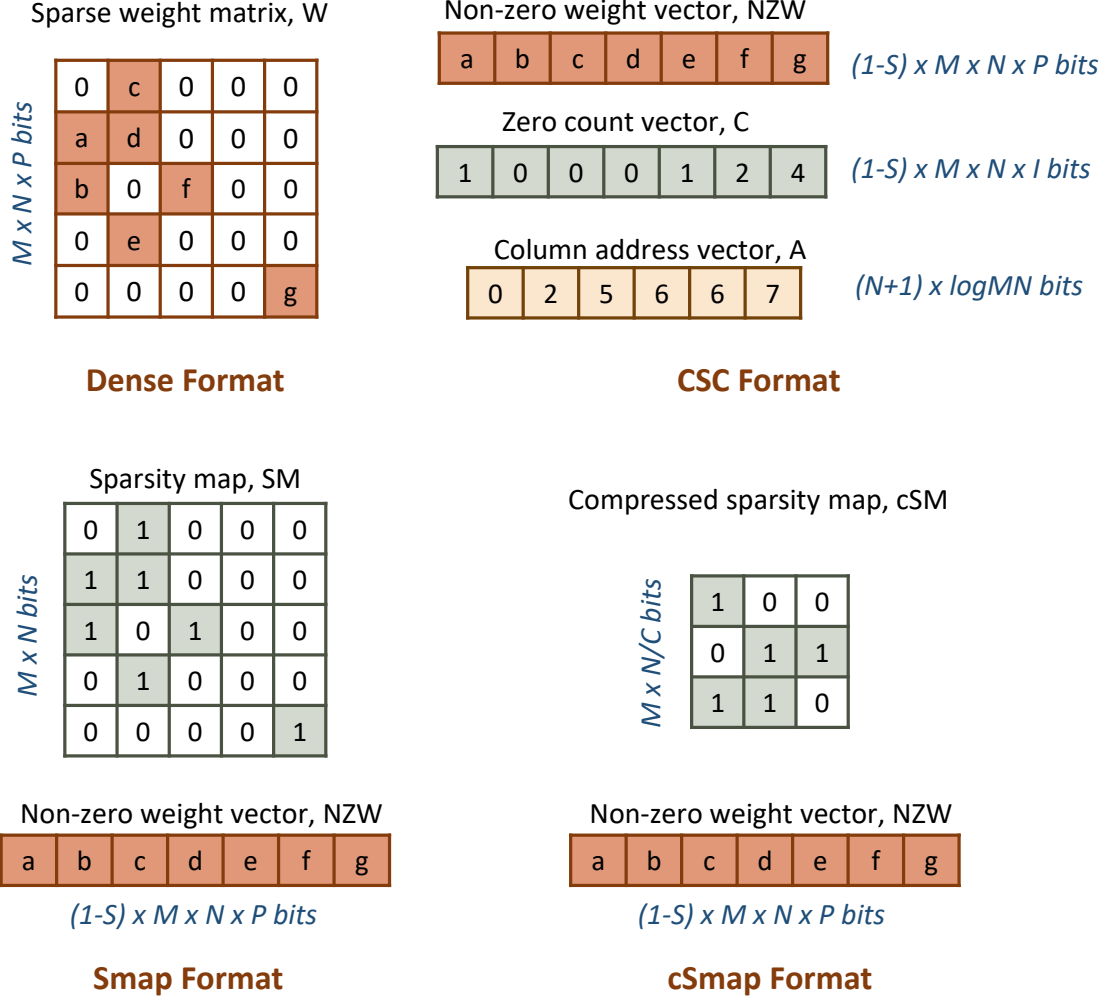 Sparse weight matrix, W
M x N x P bits
0 c 0 0 0
a d 0 0 0
b 0 f 0 0
0 e 0 0 0
0 0 0 0 g
Dense Format
Non-zero weight vector, NZW
a b c d e f g
(1-S) x M x N x P bits
Zero count vector, C
1 0 0 0 1 2 4
(1-S) x M x N x I bits
Column address vector, A
0 2 5 6 6 7
(N+1) x logMN bits
CSC Format
Sparsity map, SM
M x N bits
0 1 0 0 0
1 1 0 0 0
1 0 1 0 0
0 1 0 0 0
0 0 0 0 1
Non-zero weight vector, NZW
a b c d e f g
(1-S) x M x N x P bits
Smap Format
Compressed sparsity map, cSM
M x N/C bits
1 0 0
0 1 1
1 1 0
Non-zero weight vector, NZW
a b c d e f g
(1-S) x M x N x P bits
cSmap Format